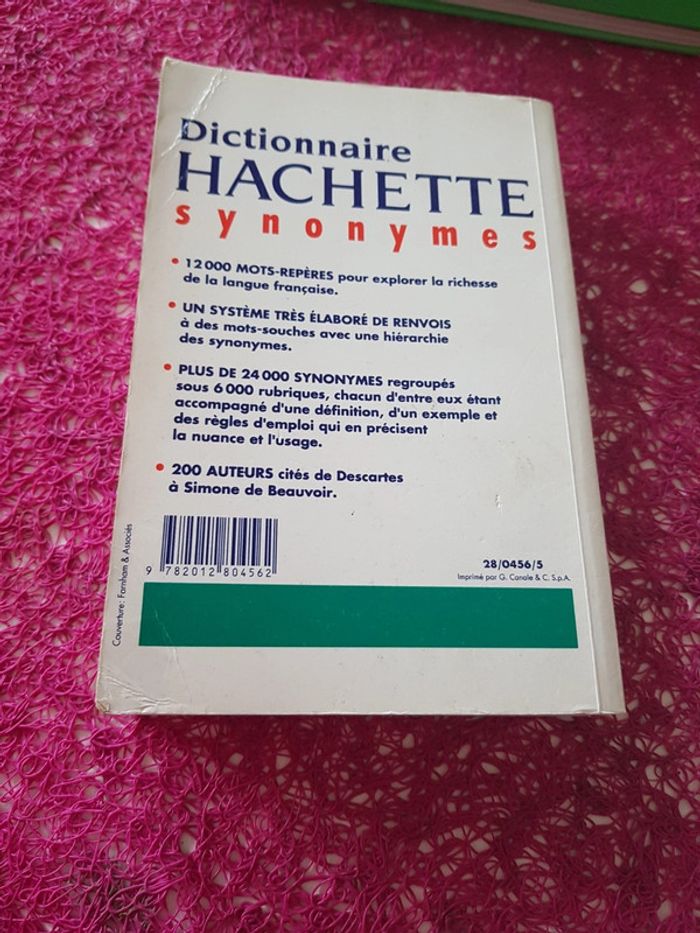 Dictionnaire
HACHETTE
synonymes
• 12 000 MOTS-REPÈRES pour explorer la richesse
de la langue française.
• UN SYSTÈME TRÈS ÉLABORÉ DE RENVOIS
à des mots-souches avec une hiérarchie
des synonymes.
• PLUS DE 24 000 SYNONYMES regroupés
sous 6 000 rubriques, chacun d'entre eux étant
accompagné d'une définition, d'un exemple et
des règles d'emploi qui en précisent
la nuance et l'usage.
• 200 AUTEURS cités de Descartes
à Simone de Beauvoir.
Couverture : Farnham & Associés
9 782012 804562
28/0456/5
Imprimé par G. Canale & C. S.p.A.